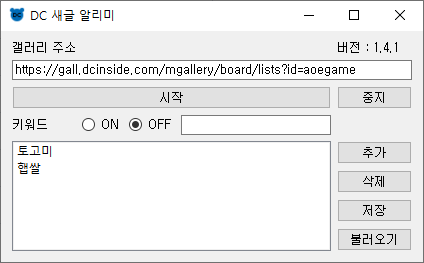 DC 새글 알리미
갤러리 주소 버전 : 1.4.1
https://gall.dcinside.com/mgallery/board/lists?id=aoegame
시작 중지
키워드 ON OFF
토고미
햅쌀
추가
삭제
저장
불러오기